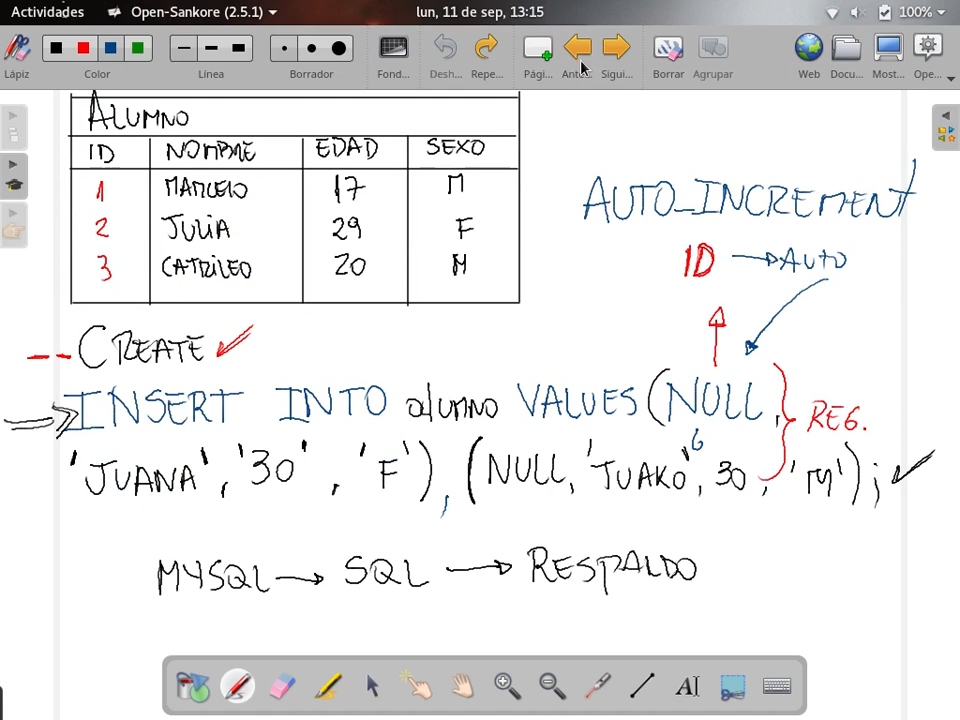 Actividades
Open-Sankore (2.5.1)
lun, 11 de sep, 13:15
100%
Lápiz
Color
Línea
Borrador
Fond...
Desh...
Repe...
Pági...
Ante...
Sigui...
Borrar
Agrupar
Web
Docu...
Most...
Ope...
ALUMNO
ID NOMBRE EDAD SEXO
1 MARCELO 17 M
2 JULIA 29 F
3 CATRILEO 20 M
AUTO_INCREMENT
ID → AUTO
-- CREATE
INSERT INTO alumno VALUES (NULL,
'JUANA', '30', 'F'), (NULL, 'JUAKO', 30, 'M');
REG.
MYSQL → SQL → RESPALDO